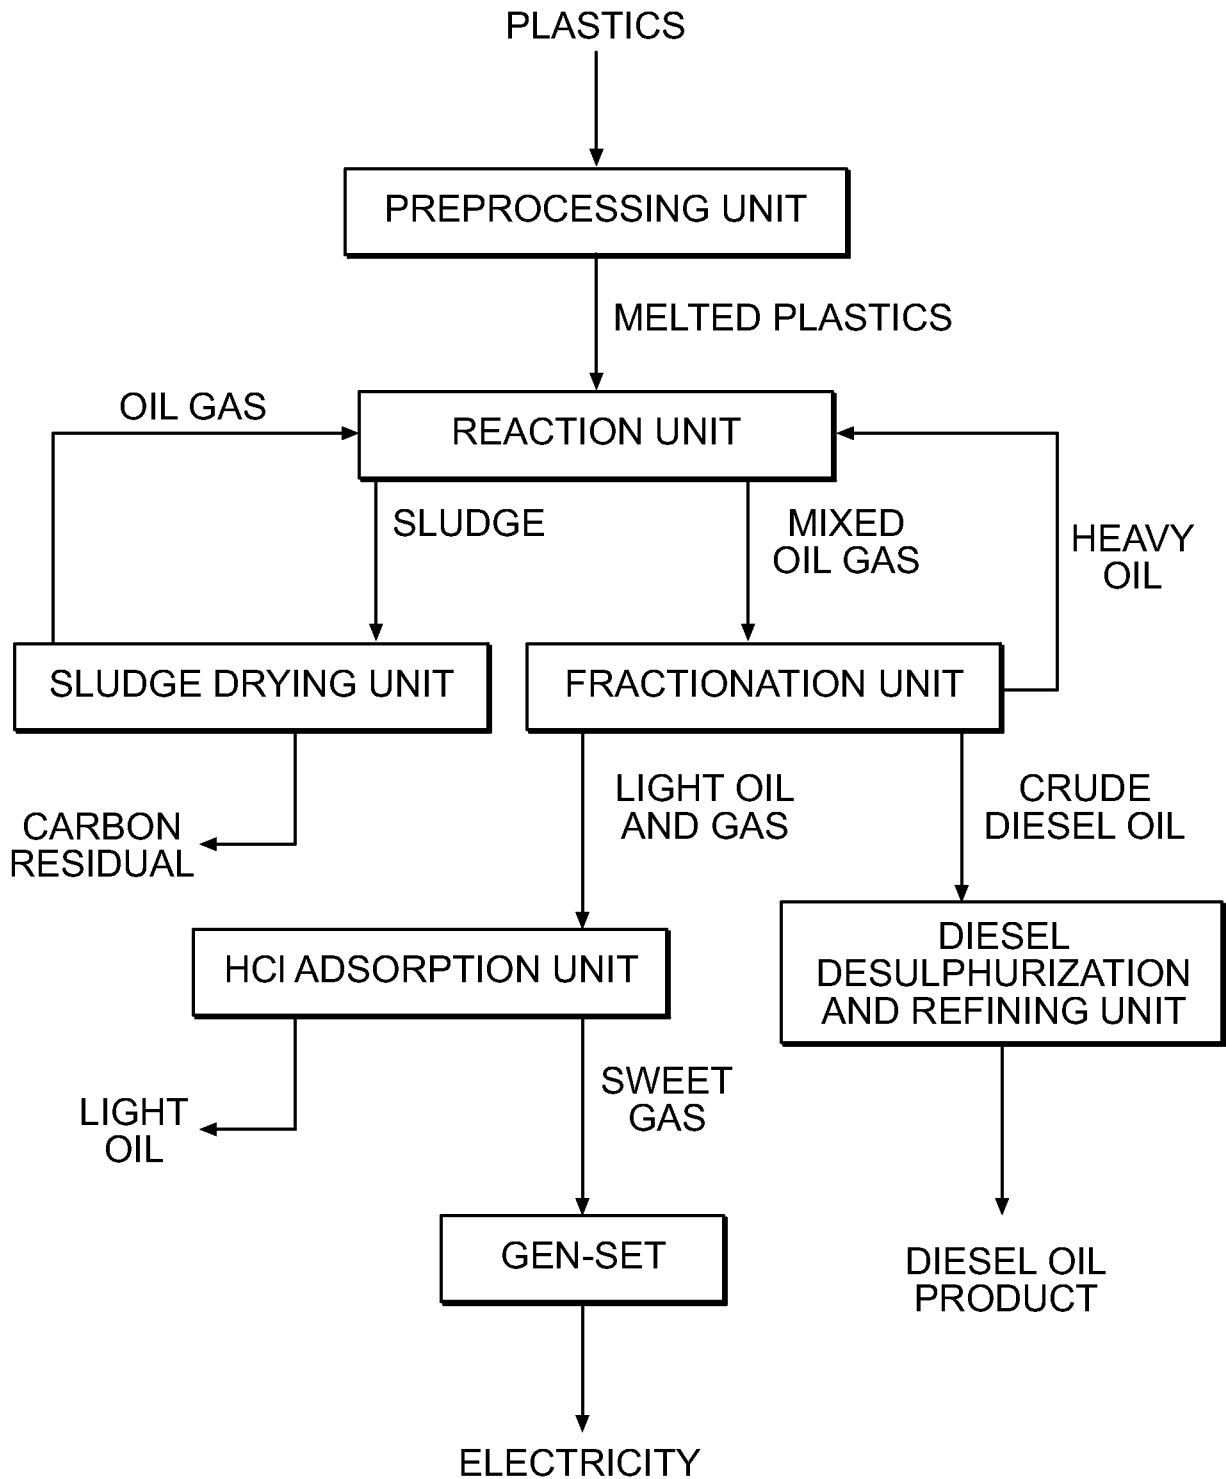 PLASTICS
PREPROCESSING UNIT
MELTED PLASTICS
OIL GAS
REACTION UNIT
SLUDGE
MIXED
OIL GAS
HEAVY
OIL
SLUDGE DRYING UNIT
FRACTIONATION UNIT
CARBON
RESIDUAL
LIGHT OIL
AND GAS
CRUDE
DIESEL OIL
HCl ADSORPTION UNIT
DIESEL
DESULPHURIZATION
AND REFINING UNIT
LIGHT
OIL
SWEET
GAS
GEN-SET
DIESEL OIL
PRODUCT
ELECTRICITY